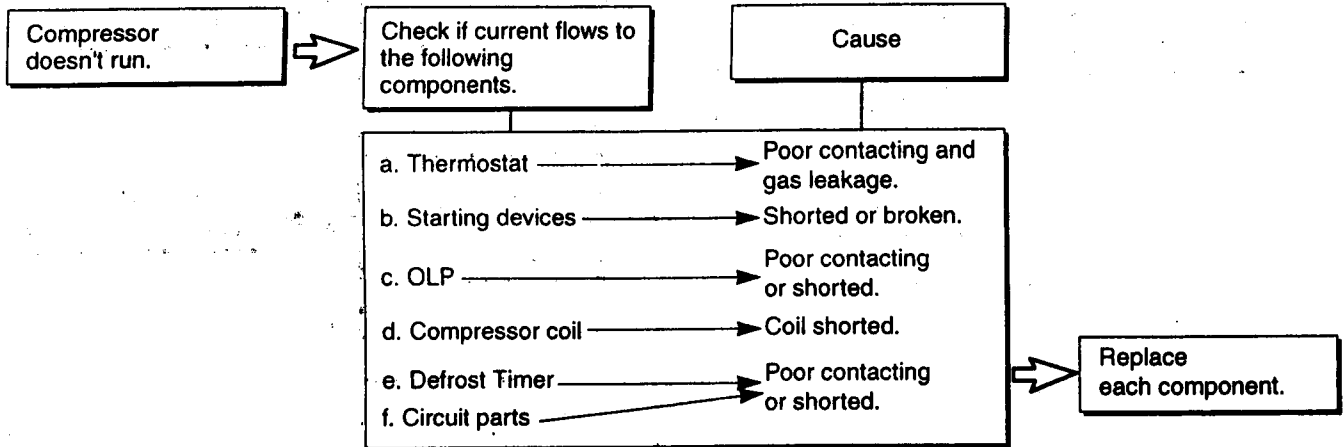 Compressor
doesn't run.
Check if current flows to
the following
components.
Cause
a. Thermostat
Poor contacting and
gas leakage.
b. Starting devices
Shorted or broken.
c. OLP
Poor contacting
or shorted.
d. Compressor coil
Coil shorted.
e. Defrost Timer
f. Circuit parts
Poor contacting
or shorted.
Replace
each component.